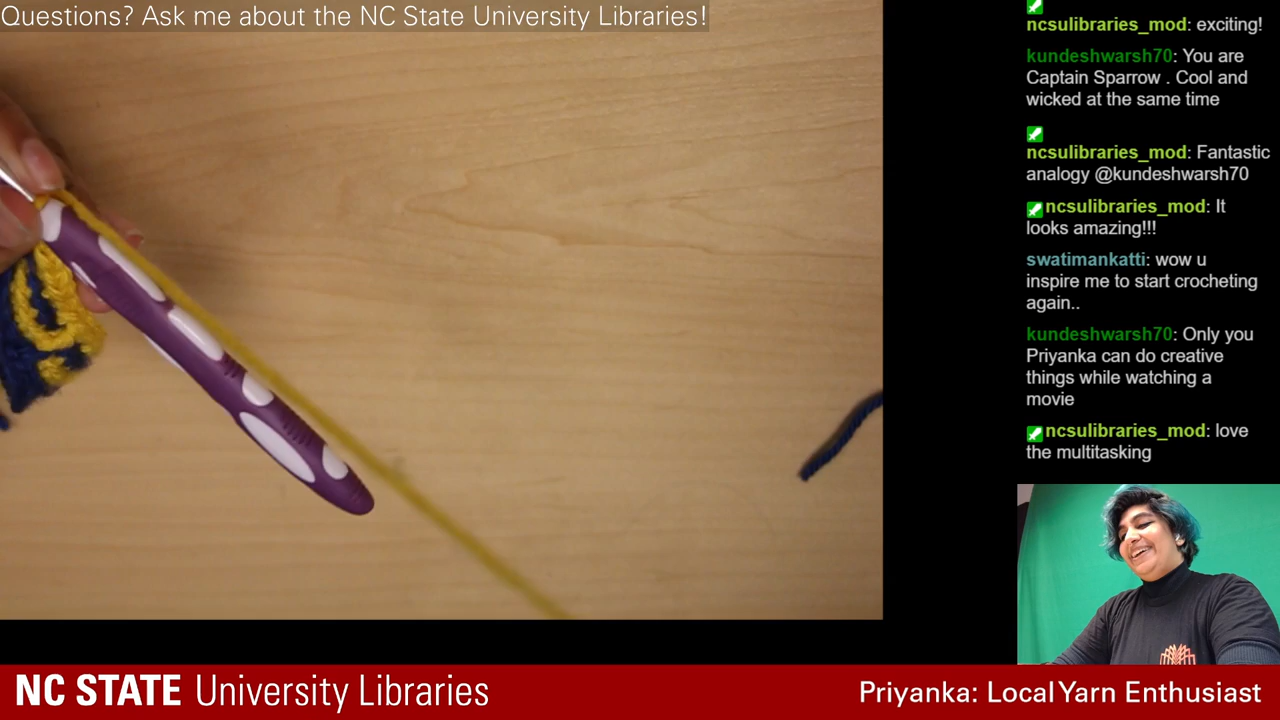 Questions? Ask me about the NC State University Libraries!
ncsulibraries_mod: exciting!
kundeshwarsh70: You are
Captain Sparrow . Cool and
wicked at the same time
ncsulibraries_mod: Fantastic
analogy @kundeshwarsh70
ncsulibraries_mod: It
looks amazing!!!
swatimankatti: wow u
inspire me to start crocheting
again..
kundeshwarsh70: Only you
Priyanka can do creative
things while watching a
movie
ncsulibraries_mod: love
the multitasking
NC STATE University Libraries
Priyanka: Local Yarn Enthusiast